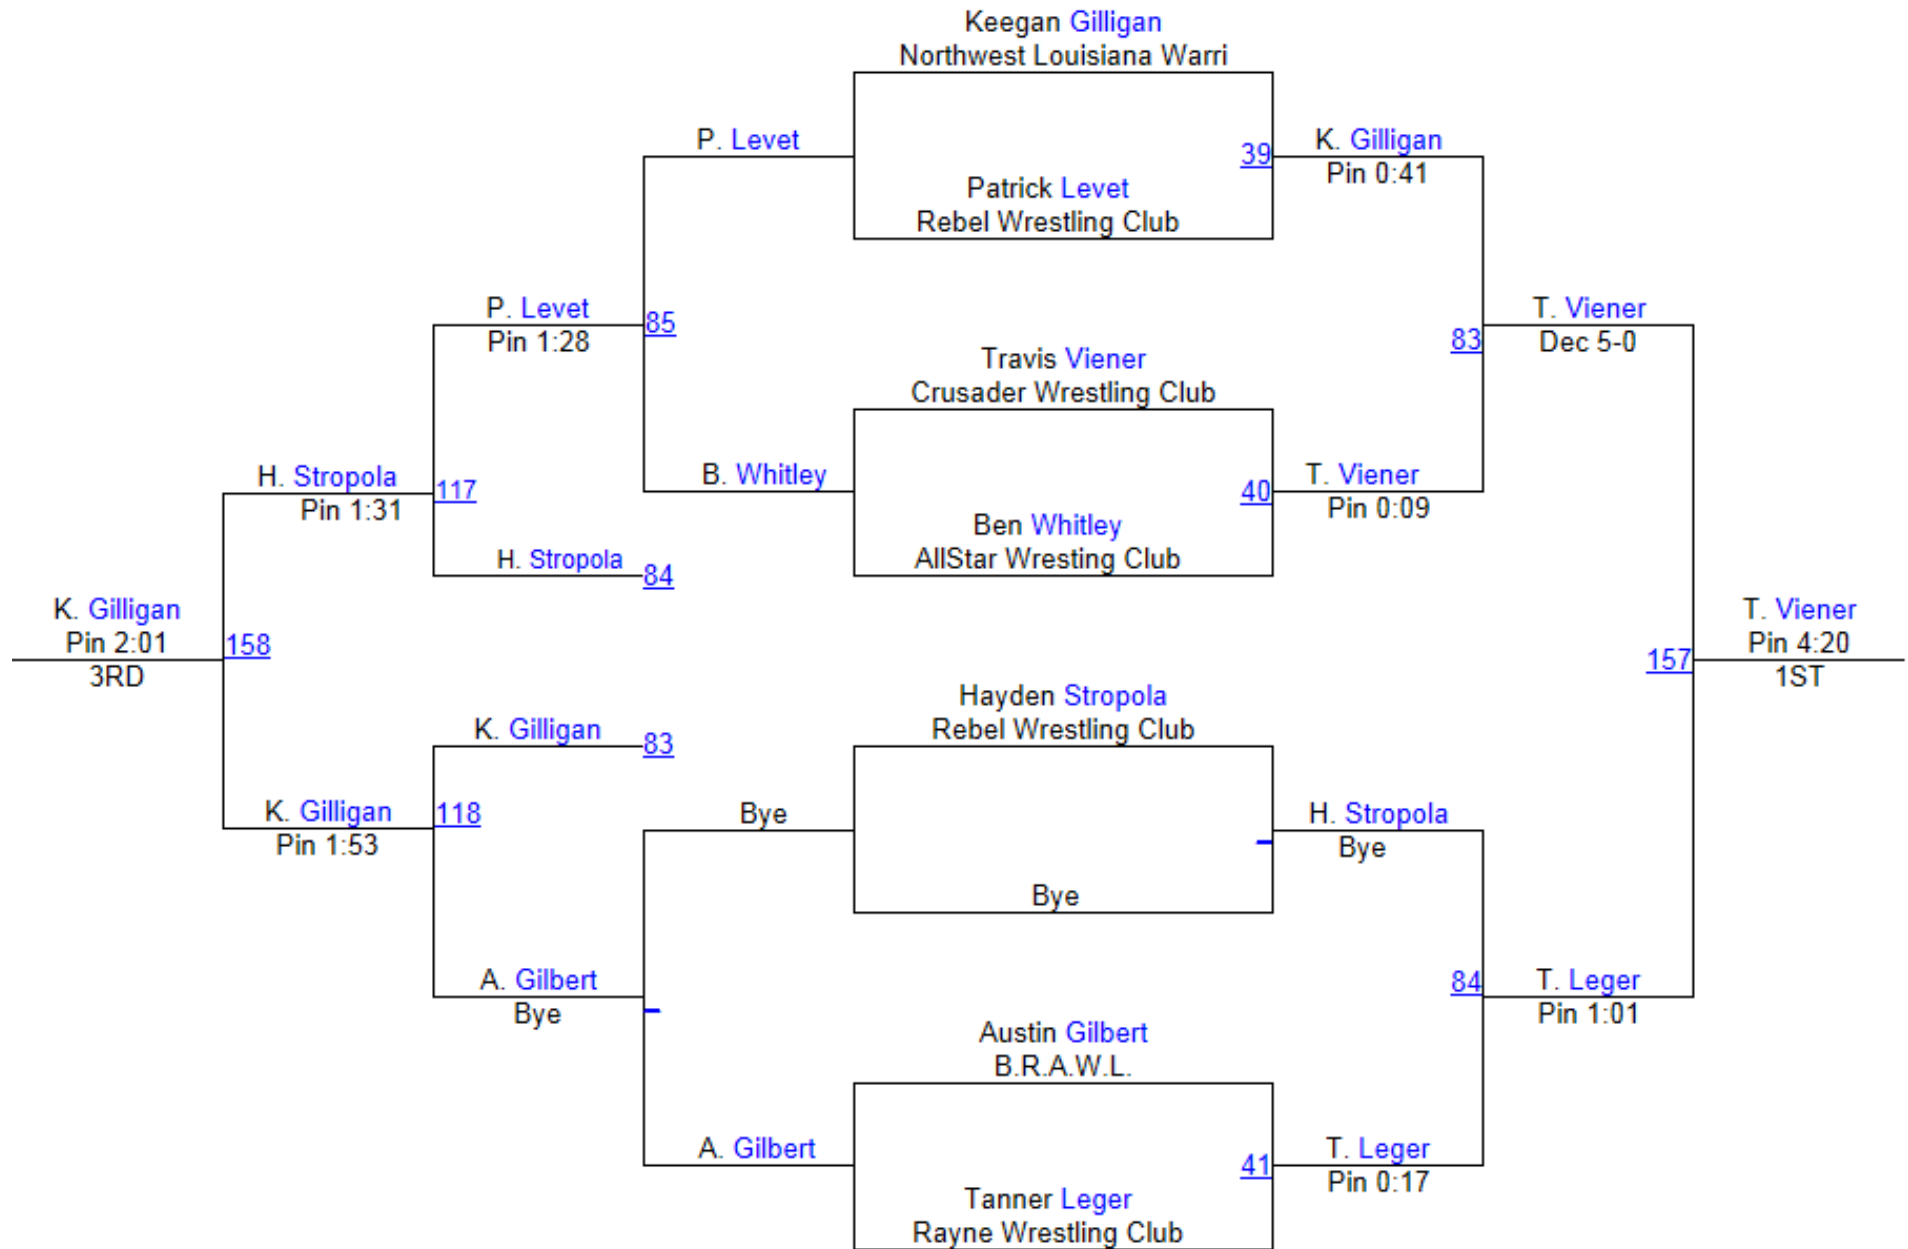 Keegan Gilligan
Northwest Louisiana Warri
P. Levet
39
K. Gilligan
Pin 0:41
Patrick Levet
Rebel Wrestling Club
P. Levet
Pin 1:28
85
T. Viener
Dec 5-0
83
Travis Viener
Crusader Wrestling Club
H. Stropola
Pin 1:31
117
B. Whitley
40
T. Viener
Pin 0:09
Ben Whitley
AllStar Wresting Club
H. Stropola
84
K. Gilligan
Pin 2:01
3RD
158
T. Viener
Pin 4:20
1ST
157
Hayden Stropola
Rebel Wrestling Club
K. Gilligan
83
K. Gilligan
Pin 1:53
118
Bye
H. Stropola
Bye
Bye
A. Gilbert
Bye
84
T. Leger
Pin 1:01
Austin Gilbert
B.R.A.W.L.
A. Gilbert
41
T. Leger
Pin 0:17
Tanner Leger
Rayne Wrestling Club